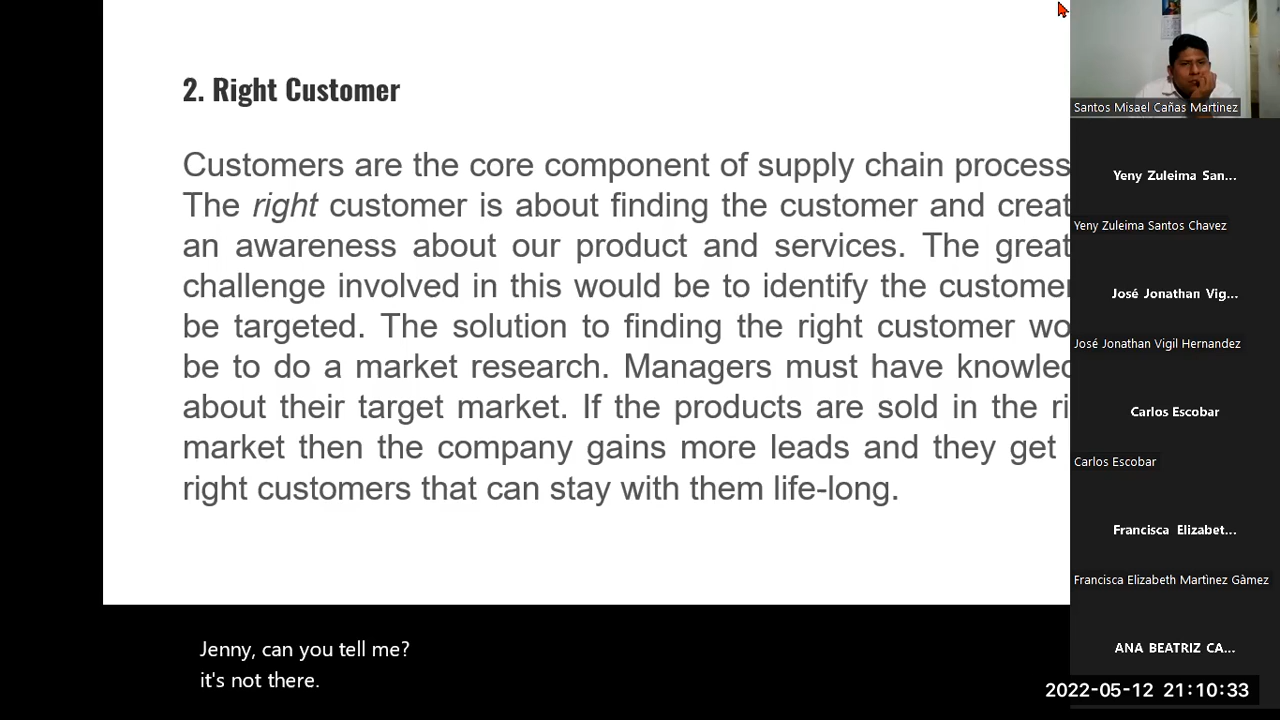 2. Right Customer
Customers are the core component of supply chain process
The right customer is about finding the customer and creat
an awareness about our product and services. The great
challenge involved in this would be to identify the customer
be targeted. The solution to finding the right customer wo
be to do a market research. Managers must have knowled
about their target market. If the products are sold in the ri
market then the company gains more leads and they get
right customers that can stay with them life-long.
Jenny, can you tell me?
it's not there.
Santos Misael Cañas Martinez
Yeny Zuleima San...
Yeny Zuleima Santos Chavez
José Jonathan Vig...
José Jonathan Vigil Hernandez
Carlos Escobar
Carlos Escobar
Francisca Elizabet...
Francisca Elizabeth Martìnez Gàmez
ANA BEATRIZ CA...
2022-05-12 21:10:33